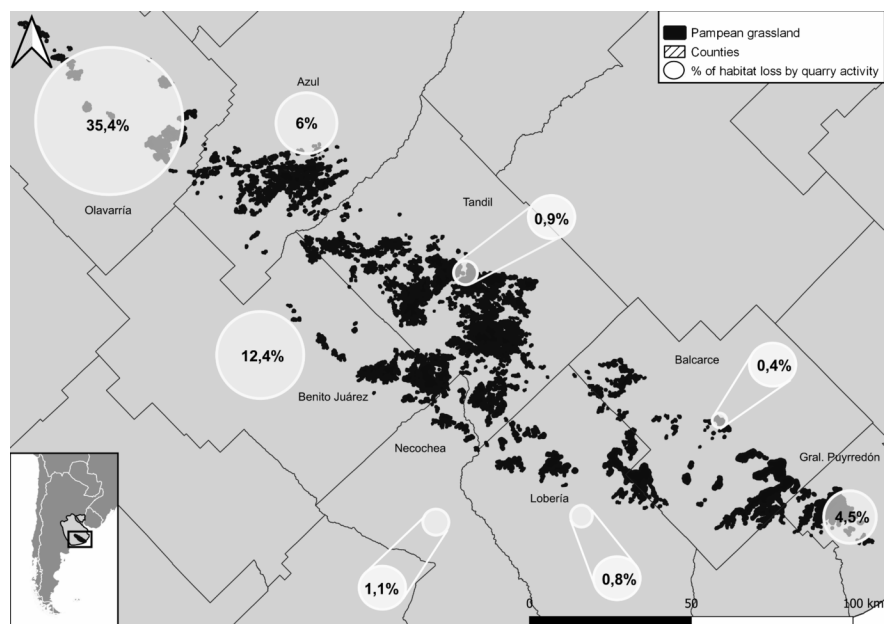 Pampean grassland
Counties
% of habitat loss by quarry activity
Azul
35,4%
6%
Olavarría
Tandil
0,9%
12,4%
Balcarce
0,4%
Benito Juárez
Necochea
Gral. Puyrredón
Lobería
4,5%
1,1%
0,8%
0 50 100 km